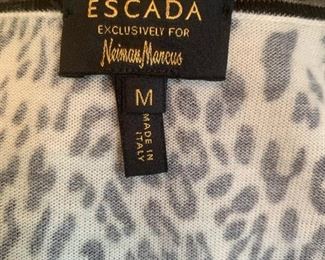 ESCADA
EXCLUSIVELY FOR
Neiman Marcus
M
MADE IN
ITALY